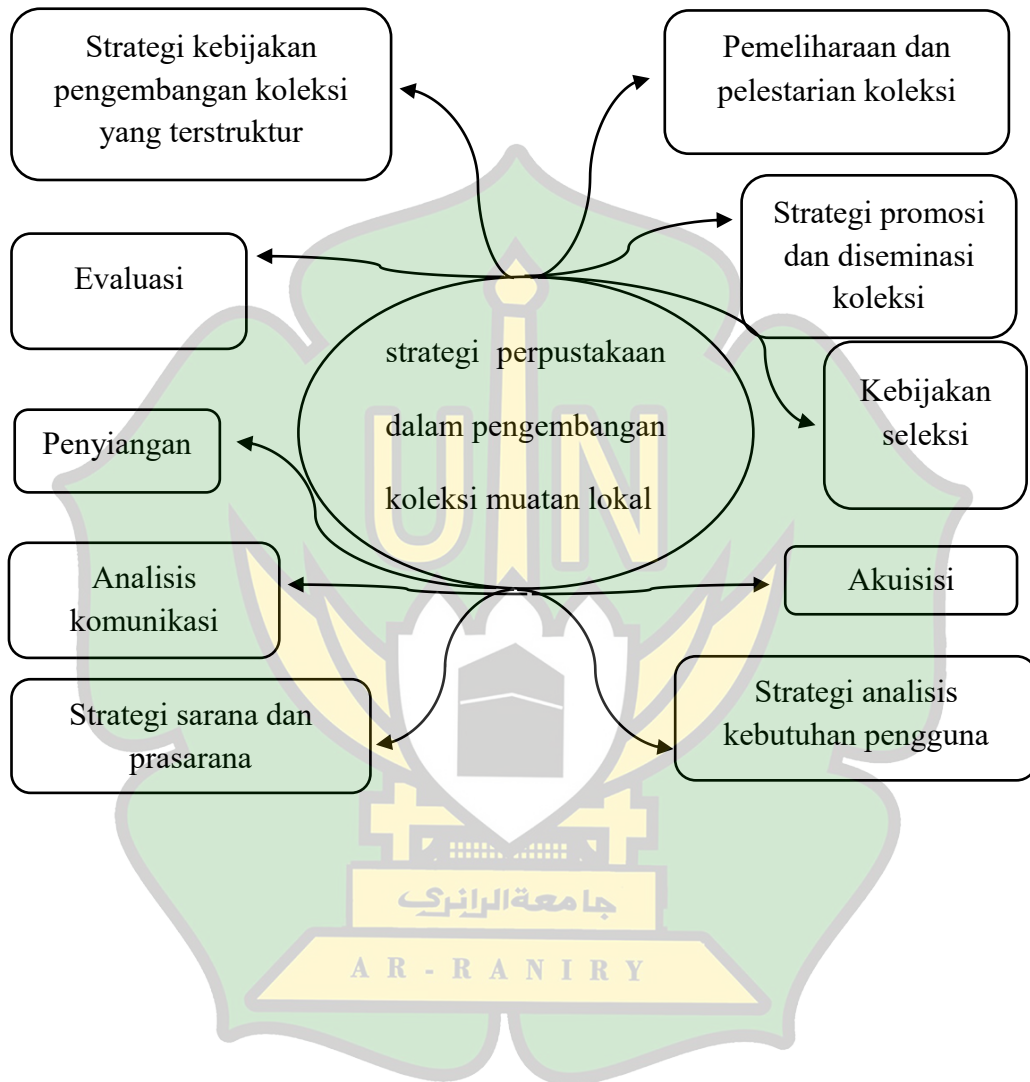 Strategi kebijakan
pengembangan koleksi
yang terstruktur
Pemeliharaan dan
pelestarian koleksi
Strategi promosi
dan diseminasi
koleksi
Evaluasi
strategi perpustakaan
dalam pengembangan
koleksi muatan lokal
Kebijakan
seleksi
Penyiangan
Analisis
komunikasi
Akuisisi
Strategi sarana dan
prasarana
Strategi analisis
kebutuhan pengguna
UIN
جامعة الرانري
AR-RANIRY